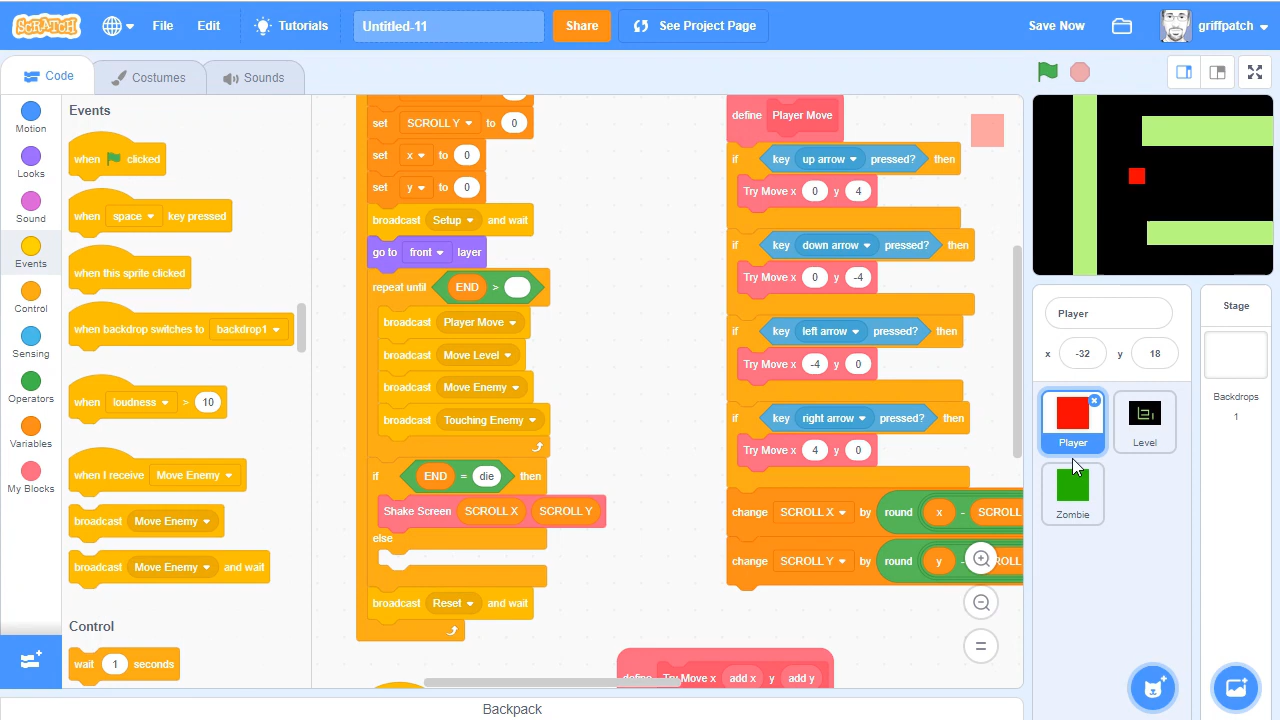 SCRATCH File Edit Tutorials Untitled-11 Share See Project Page Save Now griffpatch
Code Costumes Sounds
Motion
Looks
Sound
Events
Control
Sensing
Operators
Variables
My Blocks
Events
when clicked
when space key pressed
when this sprite clicked
when backdrop switches to backdrop1
when loudness > 10
when I receive Move Enemy
broadcast Move Enemy
broadcast Move Enemy and wait
Control
wait 1 seconds
set SCROLL Y to 0
set x to 0
set y to 0
broadcast Setup and wait
go to front layer
repeat until END >
broadcast Player Move
broadcast Move Level
broadcast Move Enemy
broadcast Touching Enemy
if END = die then
Shake Screen SCROLL X SCROLL Y
else
broadcast Reset and wait
define Player Move
if key up arrow pressed? then
Try Move x 0 y 4
if key down arrow pressed? then
Try Move x 0 y -4
if key left arrow pressed? then
Try Move x -4 y 0
if key right arrow pressed? then
Try Move x 4 y 0
change SCROLL X by round x - SCROLL
change SCROLL Y by round y - ROLL
define Try Move x add x y add y
Player
x -32 y 18
Player
Level
Zombie
Stage
Backdrops
1
Backpack